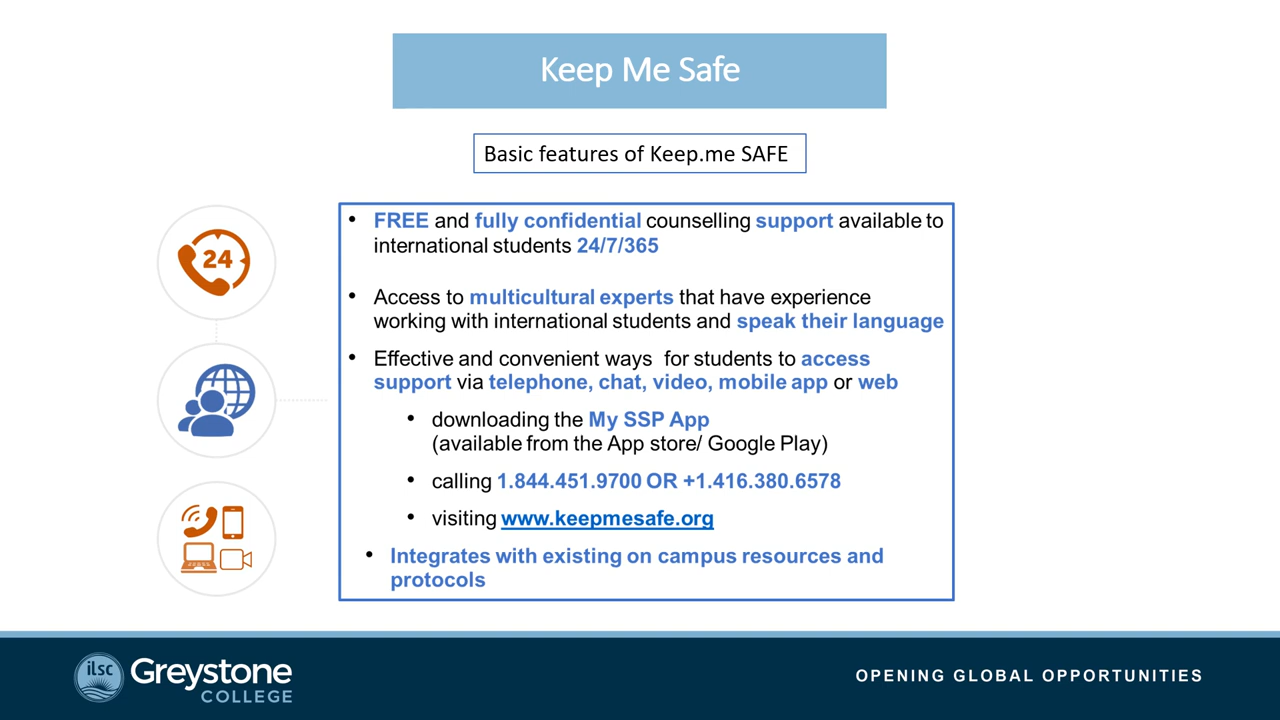 Keep Me Safe
Basic features of Keep.me SAFE
24
• FREE and fully confidential counselling support available to
international students 24/7/365
• Access to multicultural experts that have experience
working with international students and speak their language
• Effective and convenient ways for students to access
support via telephone, chat, video, mobile app or web
• downloading the My SSP App
(available from the App store/ Google Play)
• calling 1.844.451.9700 OR +1.416.380.6578
• visiting www.keepmesafe.org
• Integrates with existing on campus resources and
protocols
ilsc
Greystone
COLLEGE
OPENING GLOBAL OPPORTUNITIES